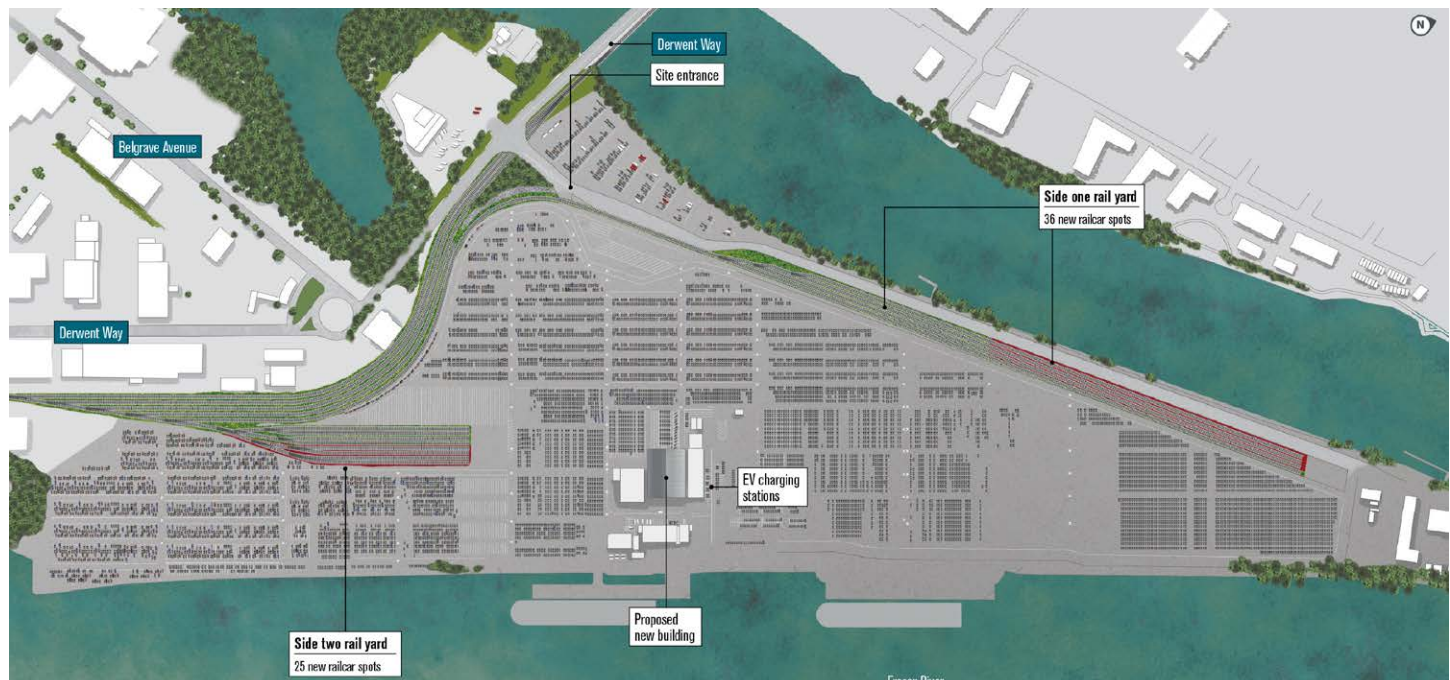 N
Derwent Way
Site entrance
Belgrave Avenue
Side one rail yard
36 new railcar spots
Derwent Way
EV charging
stations
Proposed
new building
Side two rail yard
25 new railcar spots